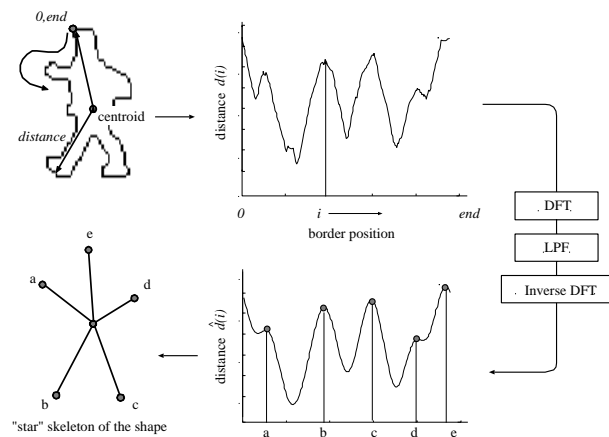 0,end
centroid
distance
distance d(i)
0
i
end
border position
DFT
LPF
Inverse DFT
distance d̂(i)
a
b
c
d
e
e
a
d
b
c
"star" skeleton of the shape